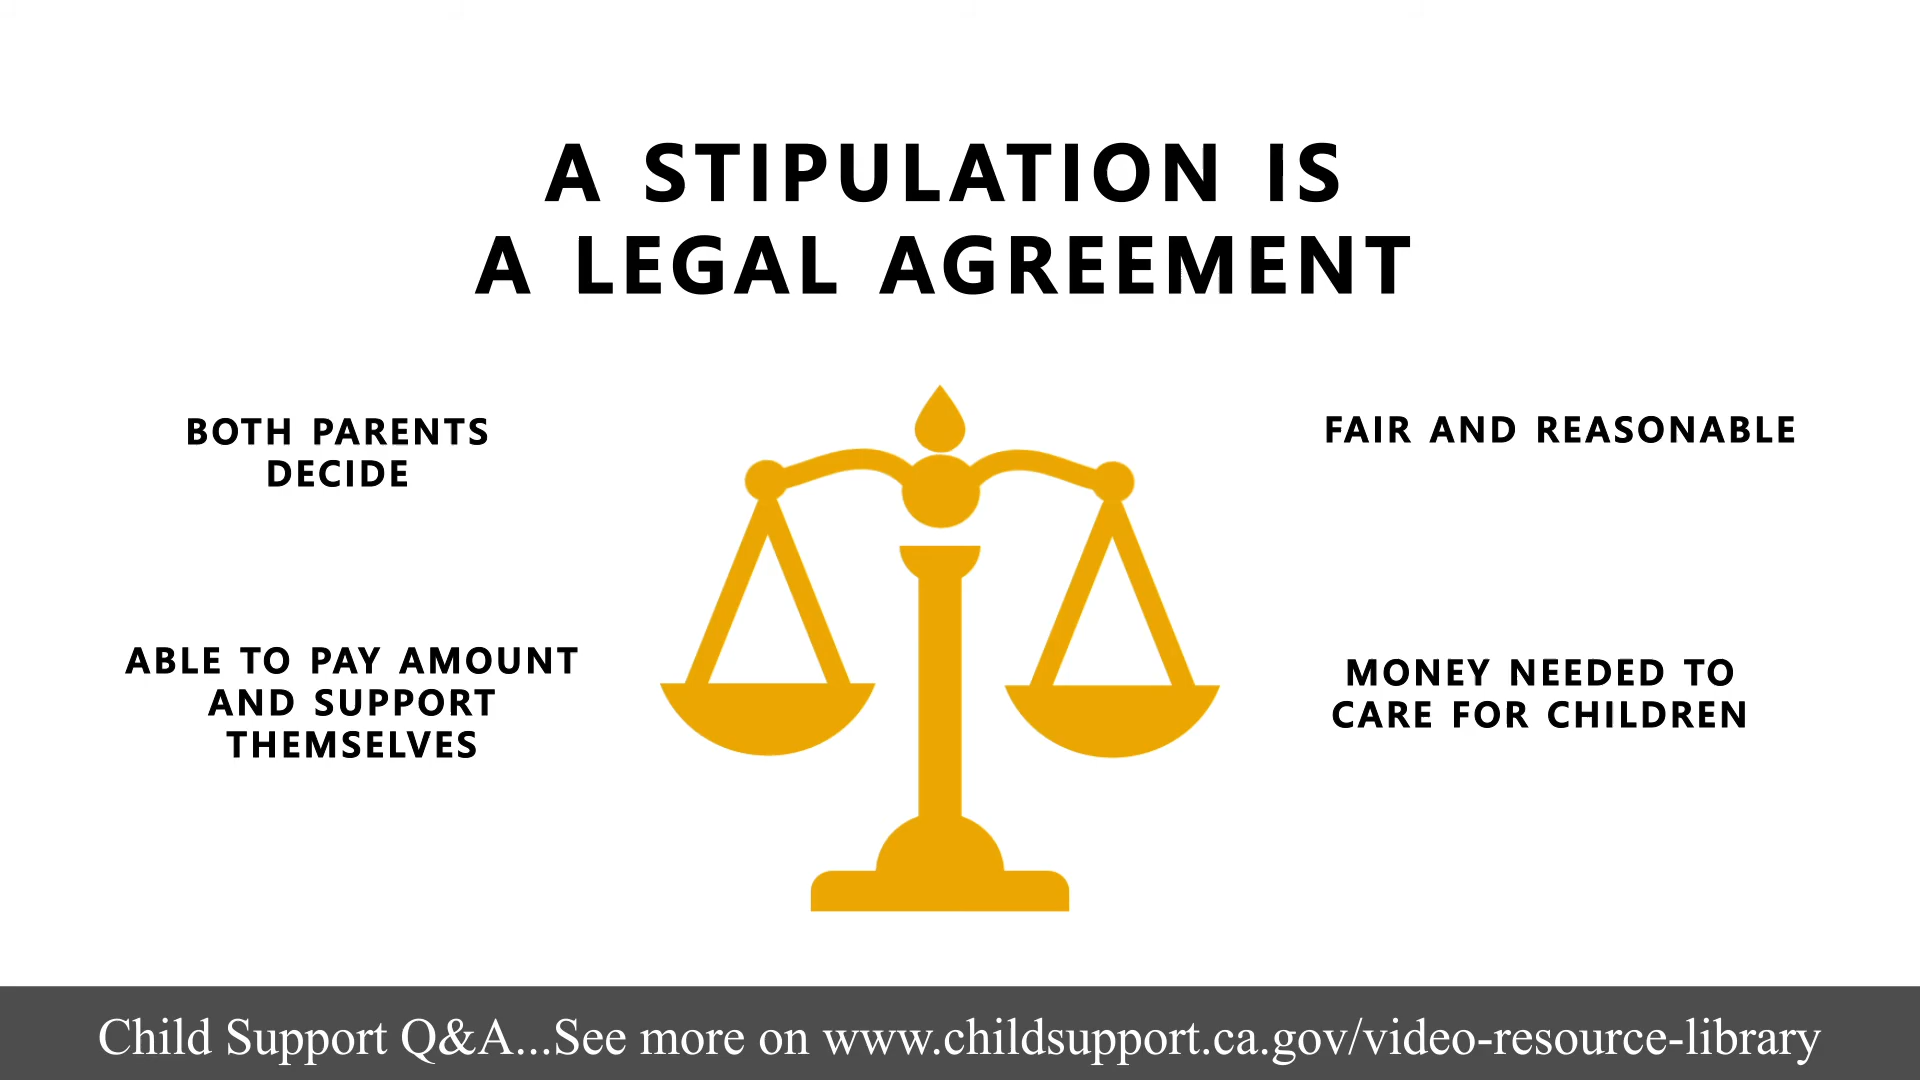 A STIPULATION IS
A LEGAL AGREEMENT
BOTH PARENTS
DECIDE
FAIR AND REASONABLE
ABLE TO PAY AMOUNT
AND SUPPORT
THEMSELVES
MONEY NEEDED TO
CARE FOR CHILDREN
Child Support Q&A...See more on www.childsupport.ca.gov/video-resource-library